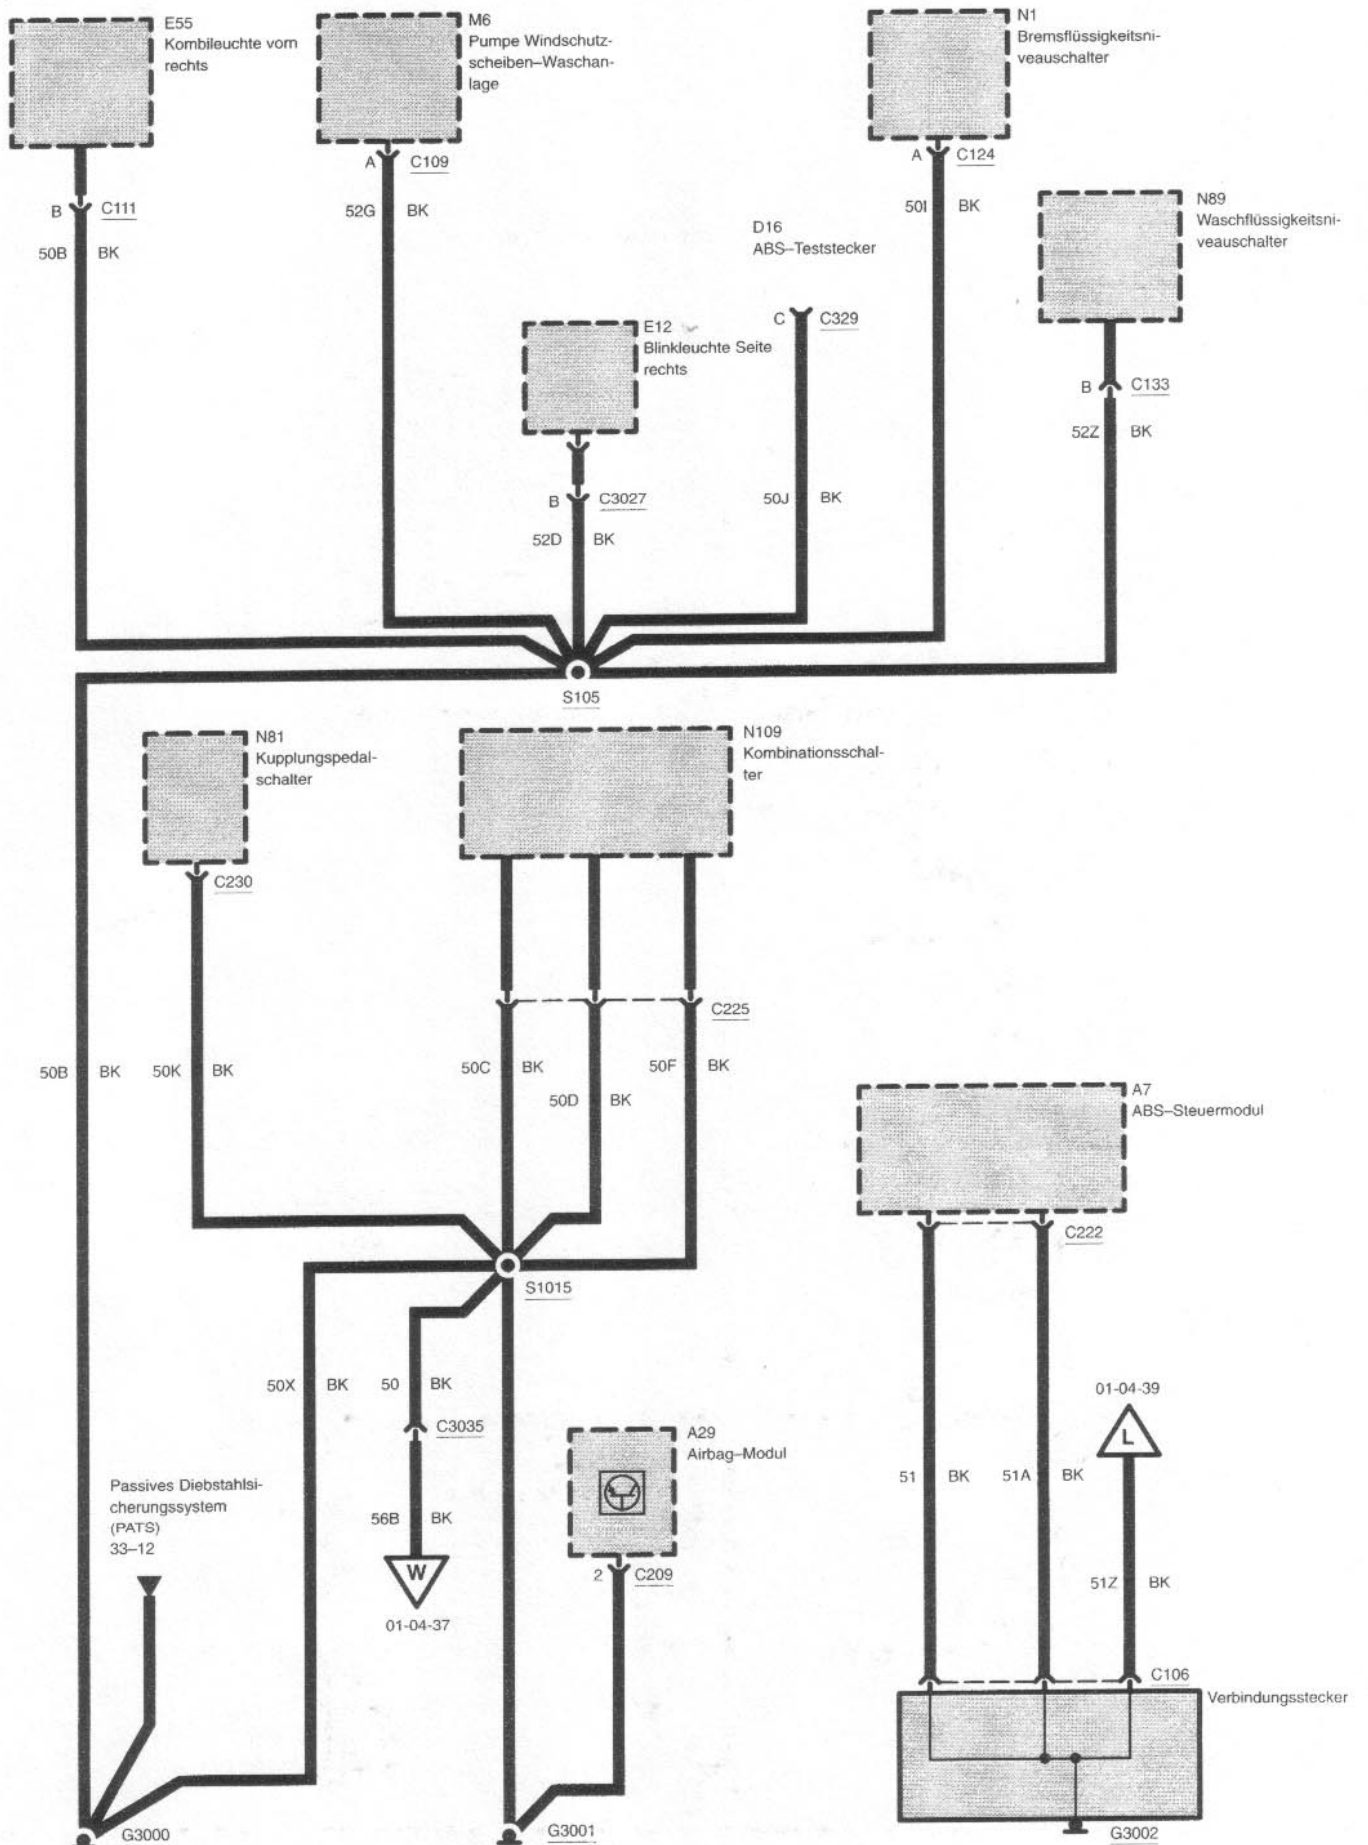 E55
Kombileuchte vorn
rechts
M6
Pumpe Windschutz-
scheiben–Waschan-
lage
N1
Bremsflüssigkeitsni-
veauschalter
A
C109
A
C124
N89
Waschflüssigkeitsni-
veauschalter
B
C111
52G
BK
50I
BK
50B
BK
D16
ABS–Teststecker
C
C329
E12
Blinkleuchte Seite
rechts
B
C133
52Z
BK
B
C3027
50J
BK
52D
BK
S105
N81
Kupplungspedal-
schalter
N109
Kombinationsschal-
ter
C230
C225
50B
BK
50K
BK
50C
BK
50F
BK
50D
BK
A7
ABS–Steuermodul
C222
S1015
50X
BK
50
BK
01-04-39
L
C3035
A29
Airbag–Modul
Passives Diebstahlsi-
cherungssystem
(PATS)
33–12
51
BK
51A
BK
56B
BK
W
01-04-37
2
C209
51Z
BK
C106
Verbindungsstecker
G3000
G3001
G3002